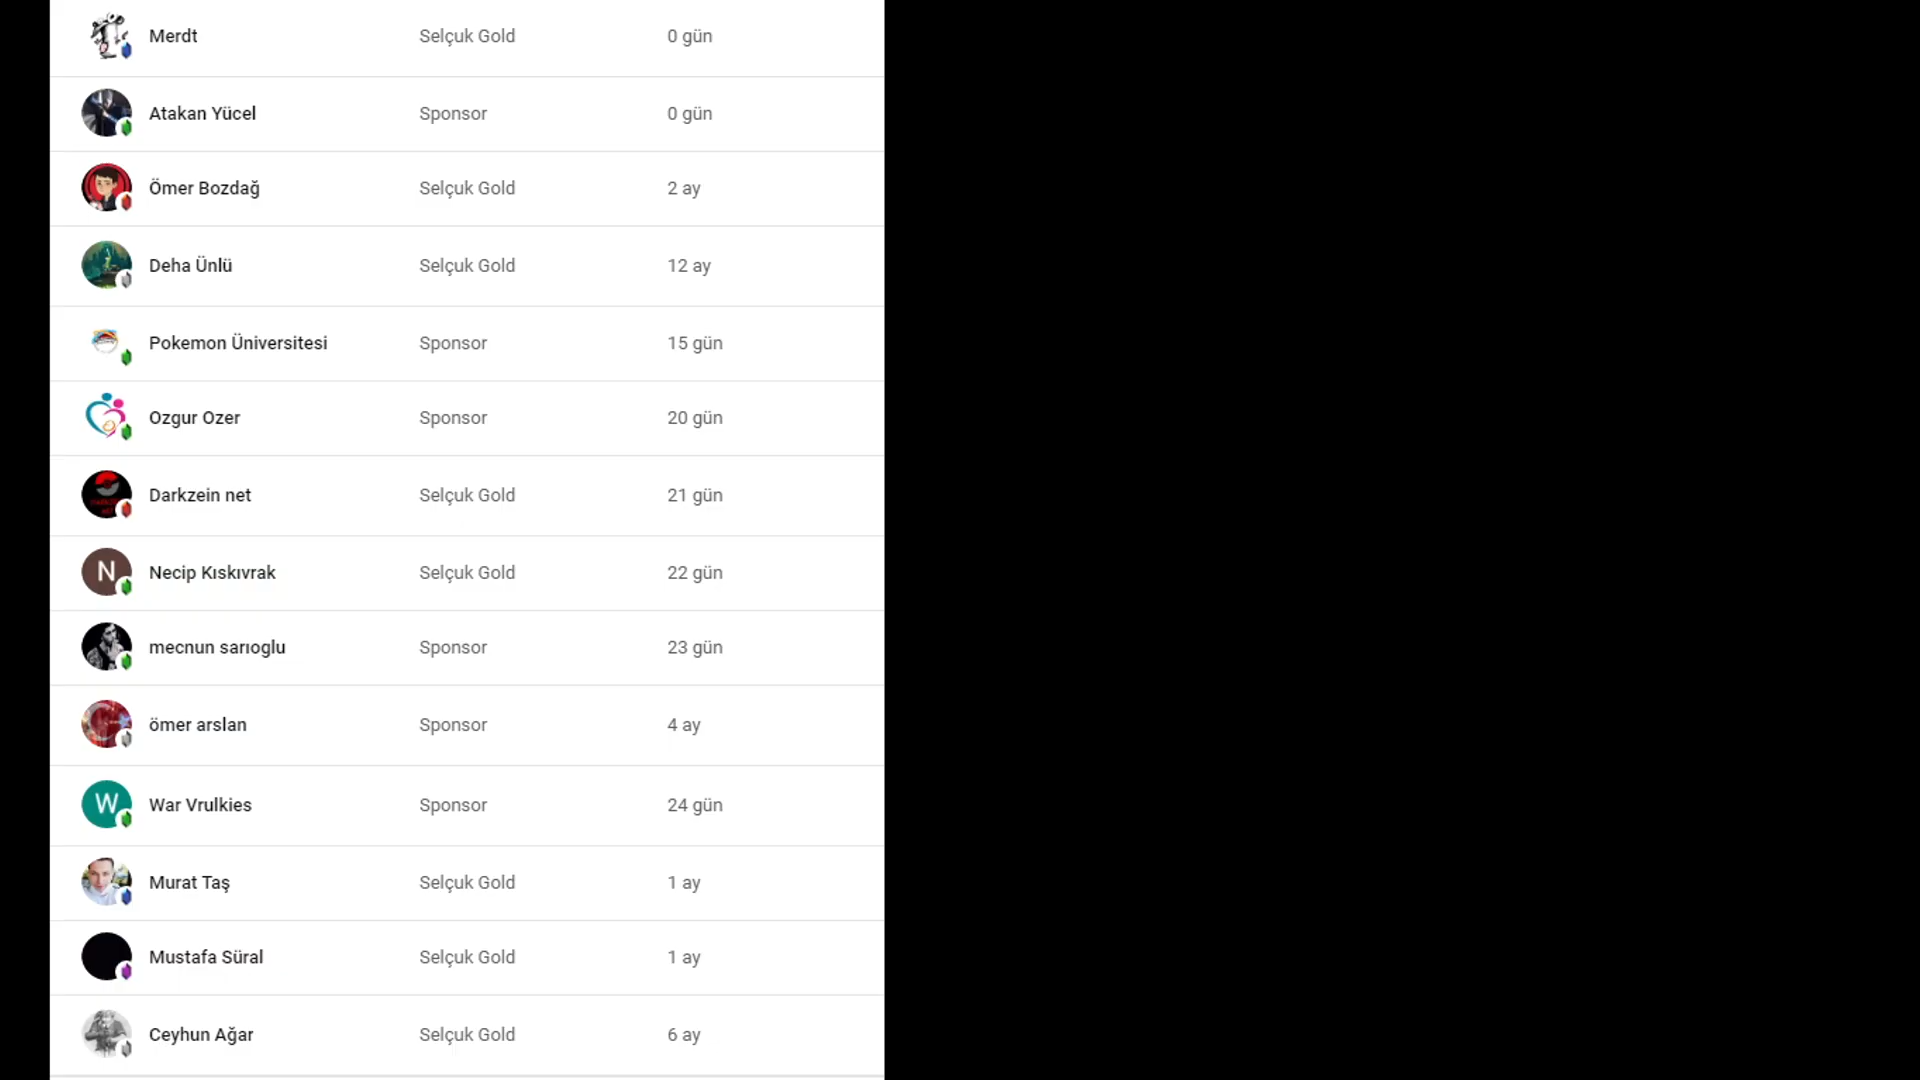 Merdt Selçuk Gold 0 gün
Atakan Yücel Sponsor 0 gün
Ömer Bozdağ Selçuk Gold 2 ay
Deha Ünlü Selçuk Gold 12 ay
Pokemon Üniversitesi Sponsor 15 gün
Ozgur Ozer Sponsor 20 gün
Darkzein net Selçuk Gold 21 gün
N Necip Kıskıvrak Selçuk Gold 22 gün
mecnun sarıoglu Sponsor 23 gün
ömer arslan Sponsor 4 ay
W War Vrulkies Sponsor 24 gün
Murat Taş Selçuk Gold 1 ay
Mustafa Süral Selçuk Gold 1 ay
Ceyhun Ağar Selçuk Gold 6 ay